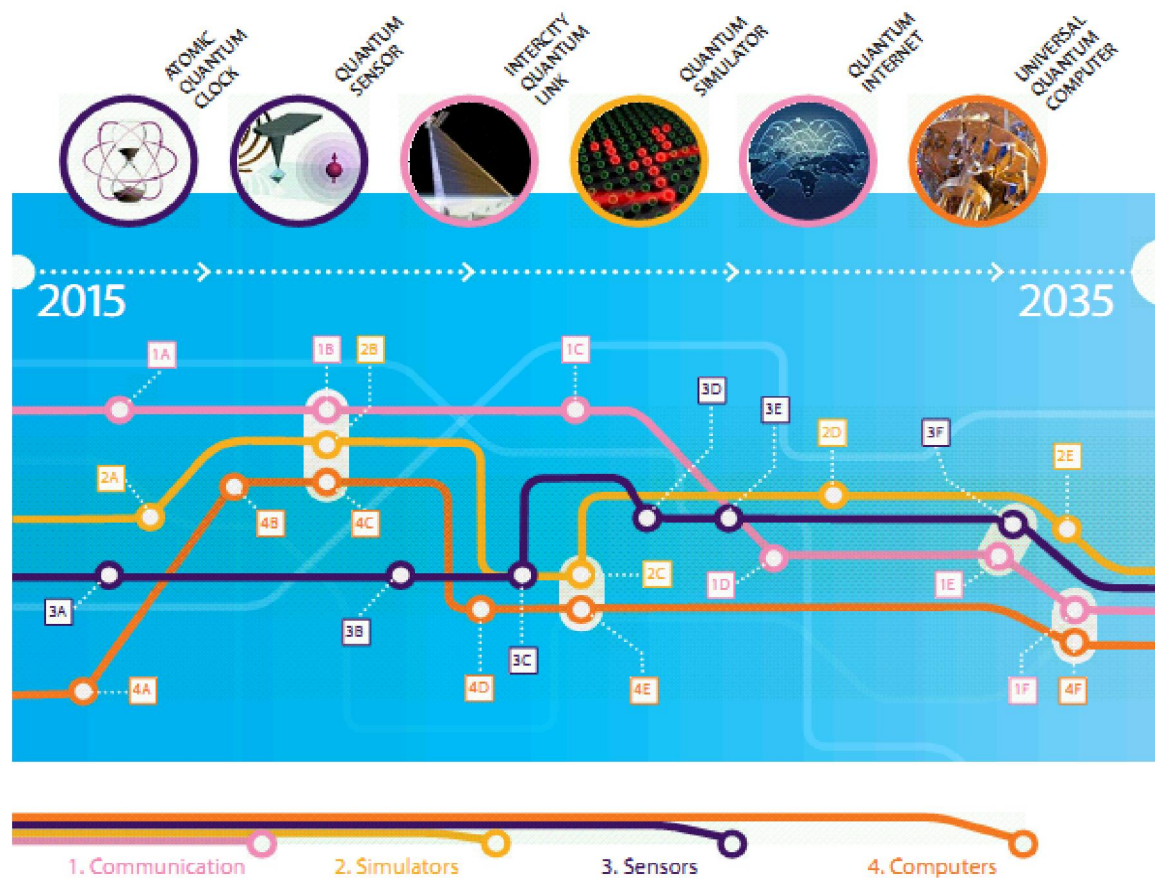 ATOMIC
QUANTUM
CLOCK
QUANTUM
SENSOR
INTERCITY
QUANTUM
LINK
QUANTUM
SIMULATOR
QUANTUM
INTERNET
UNIVERSAL
QUANTUM
COMPUTER
2015
2035
1A
1B
2B
1C
3D
3E
2D
3F
2E
2A
4B
4C
2C
1D
1E
3A
3B
3C
4A
4D
4E
1F
4F
1. Communication
2. Simulators
3. Sensors
4. Computers